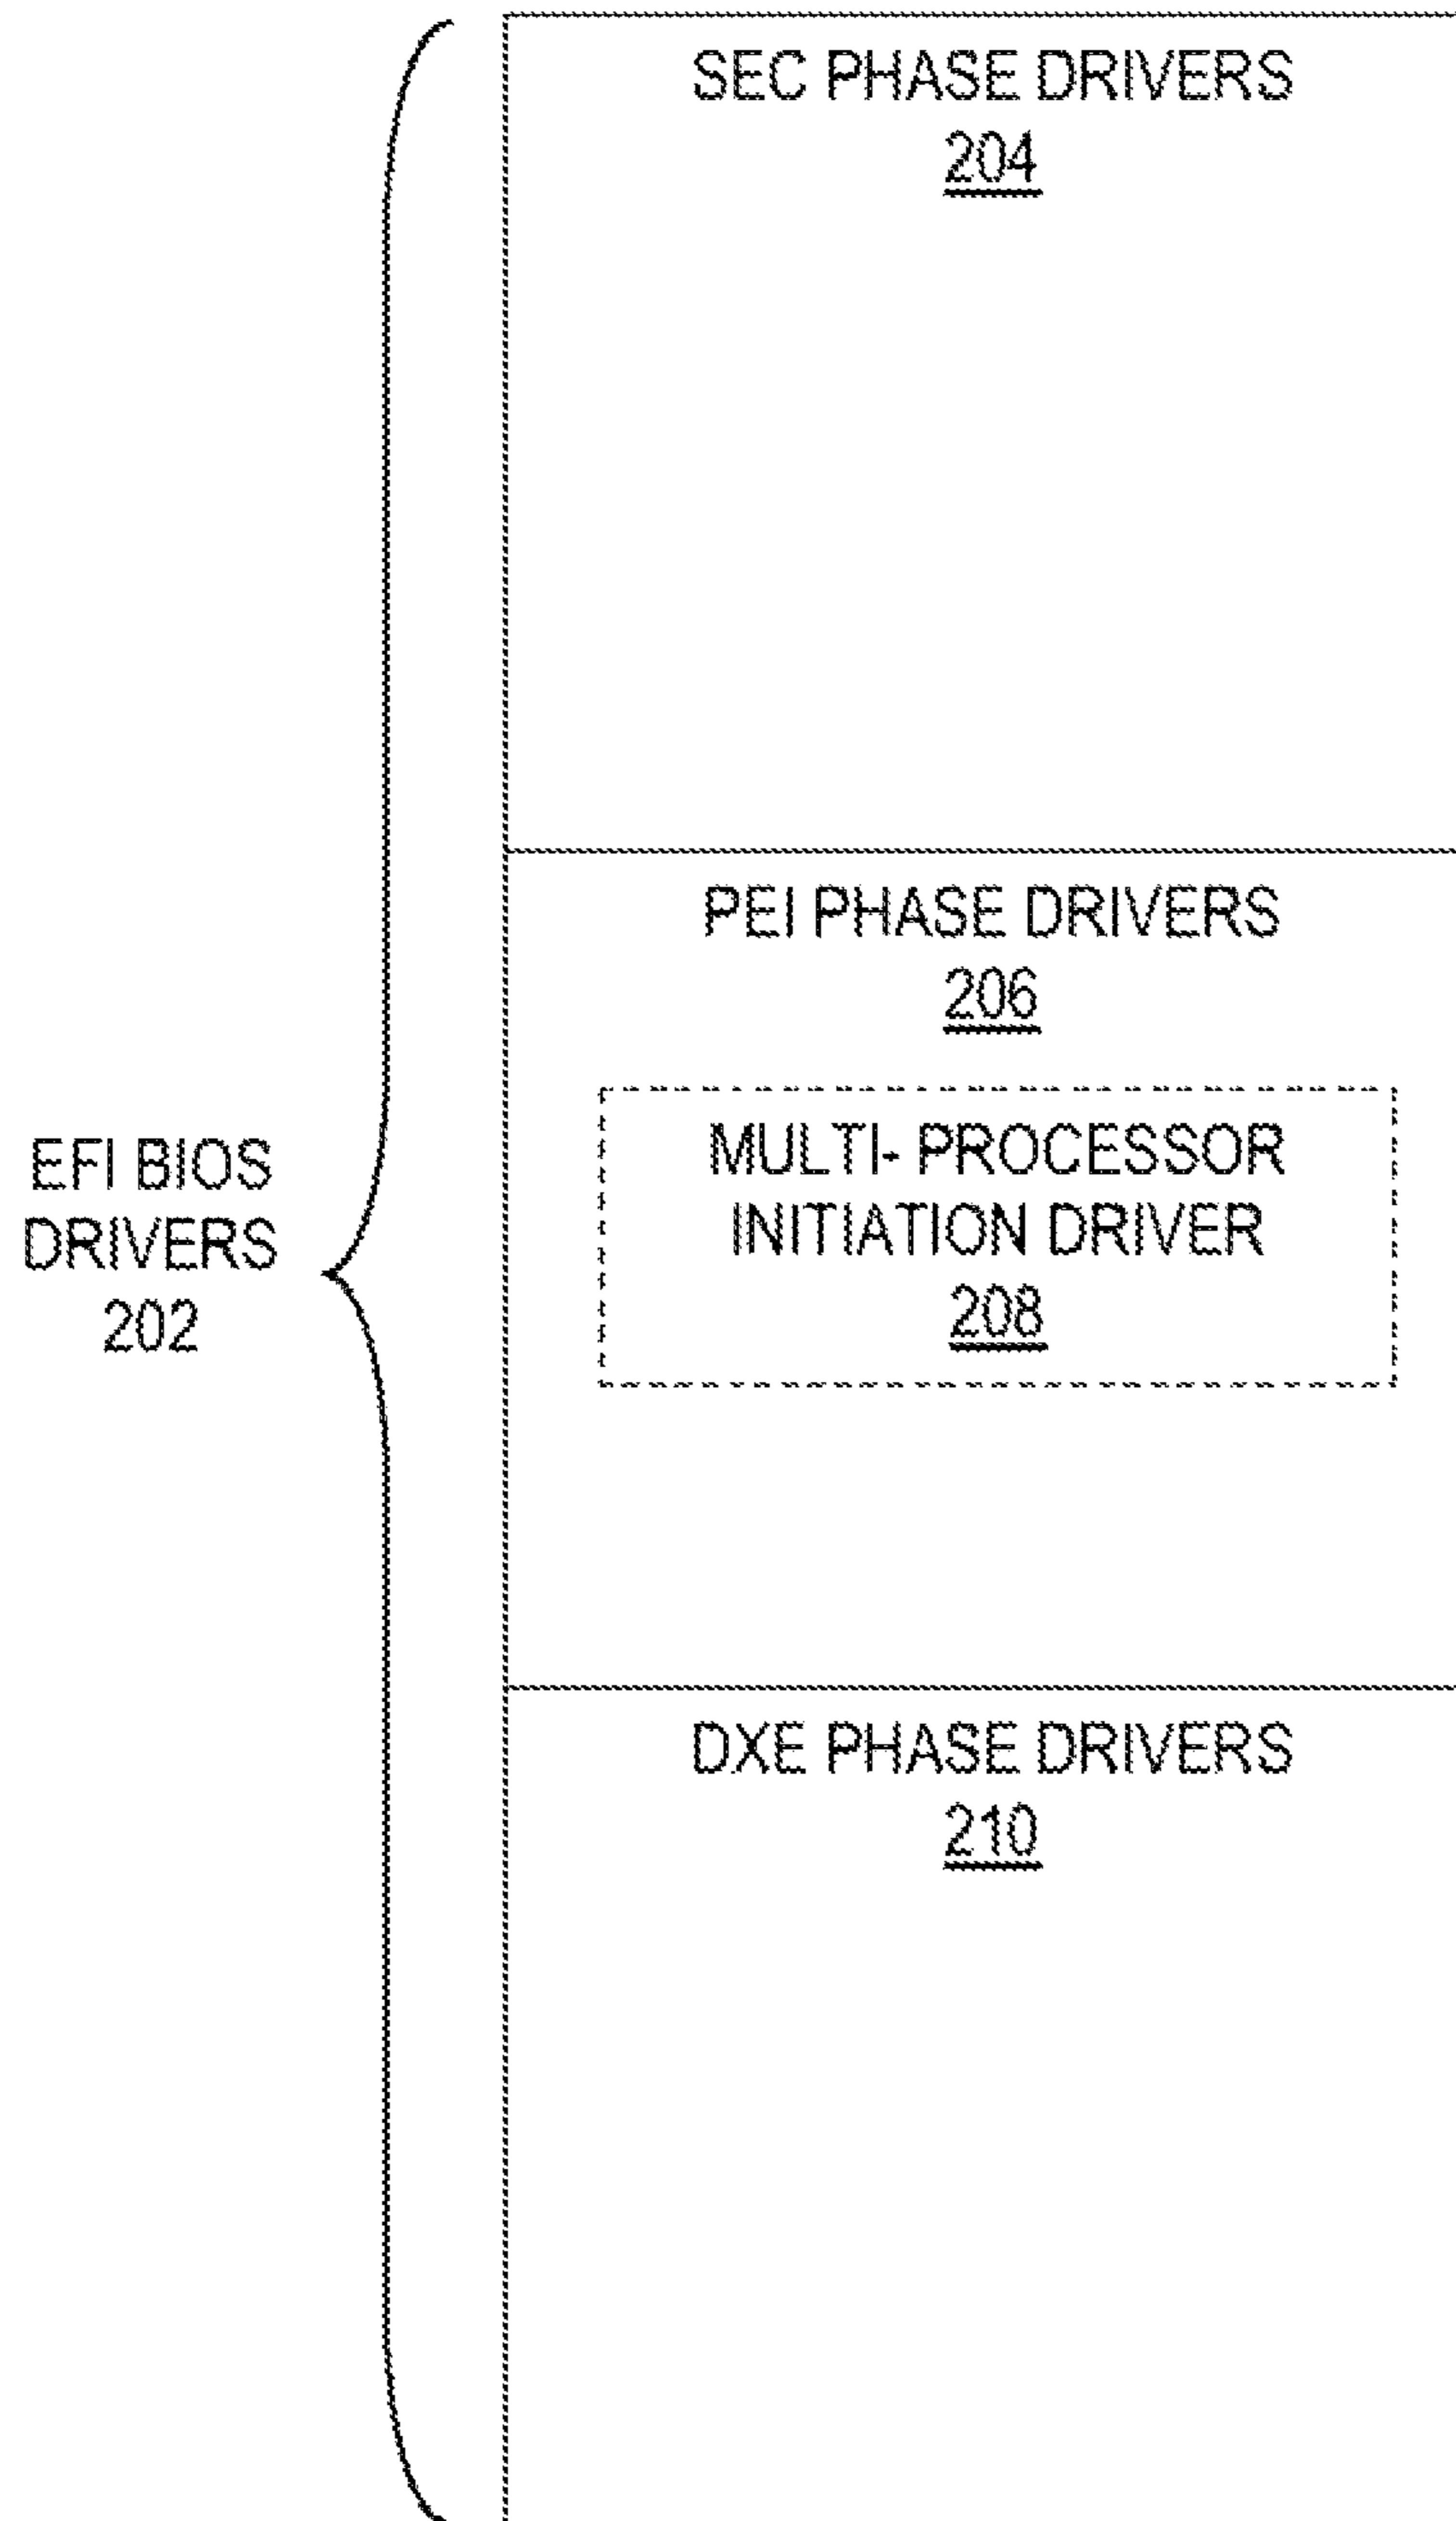 SEC PHASE DRIVERS
204
PEI PHASE DRIVERS
206
MULTI- PROCESSOR
INITIATION DRIVER
208
EFI BIOS
DRIVERS
202
DXE PHASE DRIVERS
210